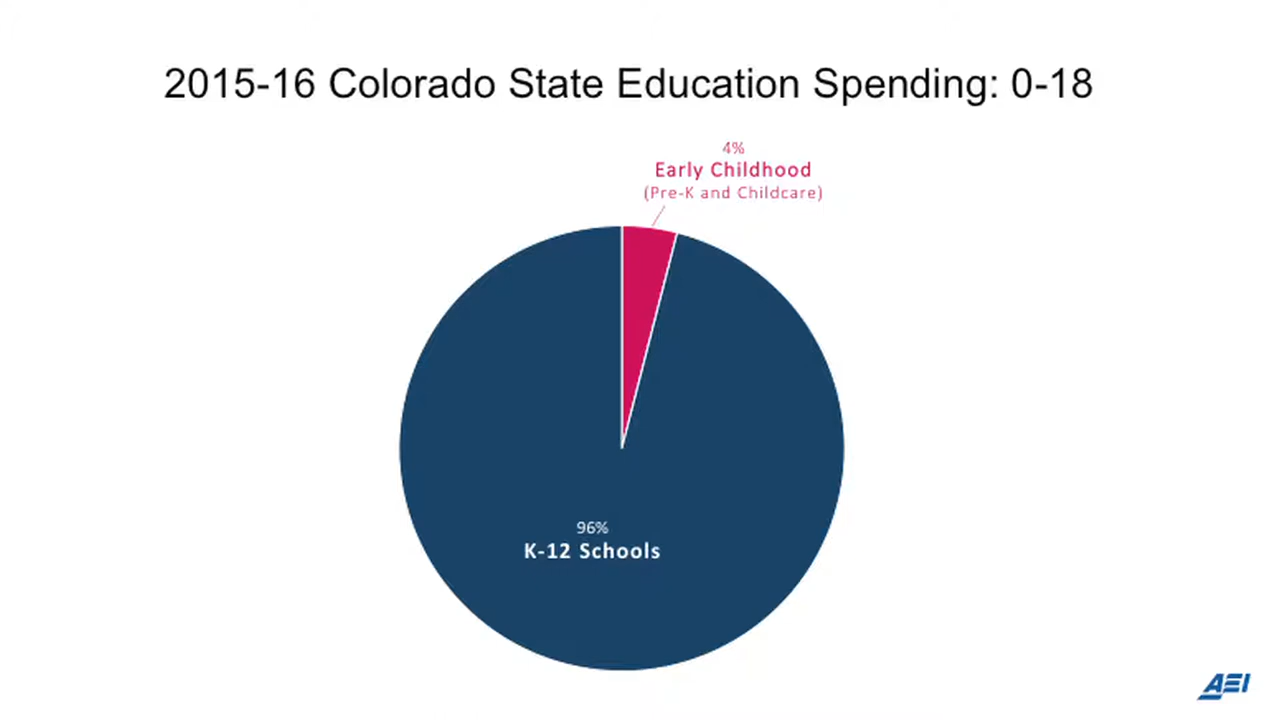 2015-16 Colorado State Education Spending: 0-18
4%
Early Childhood
(Pre-K and Childcare)
96%
K-12 Schools
AEI